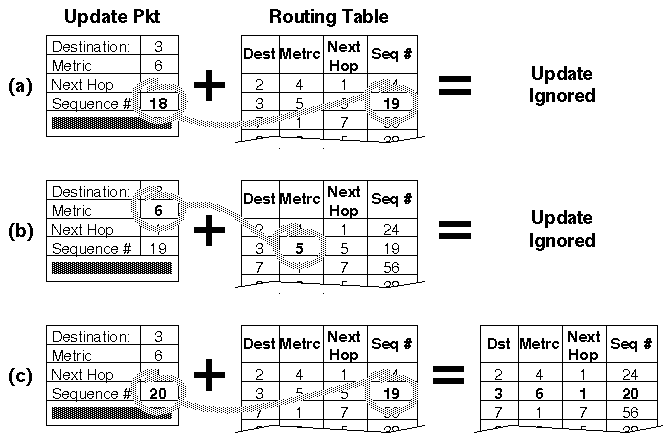 Update Pkt Routing Table
(a)
Destination: 3
Metric 6
Next Hop
Sequence # 18
+
Dest Metrc Next Hop Seq #
2 4 1
3 5 19
7 1 7
=
Update
Ignored
(b)
Destination:
Metric 6
Next Hop
Sequence # 19
+
Dest Metrc Next Hop Seq #
1 24
3 5 5 19
7 7 56
=
Update
Ignored
(c)
Destination: 3
Metric 6
Next Hop
Sequence # 20
+
Dest Metrc Next Hop Seq #
2 4 1
3 5 5 19
7 1 7
=
Dst Metrc Next Hop Seq #
2 4 1 24
3 6 1 20
7 1 7 56